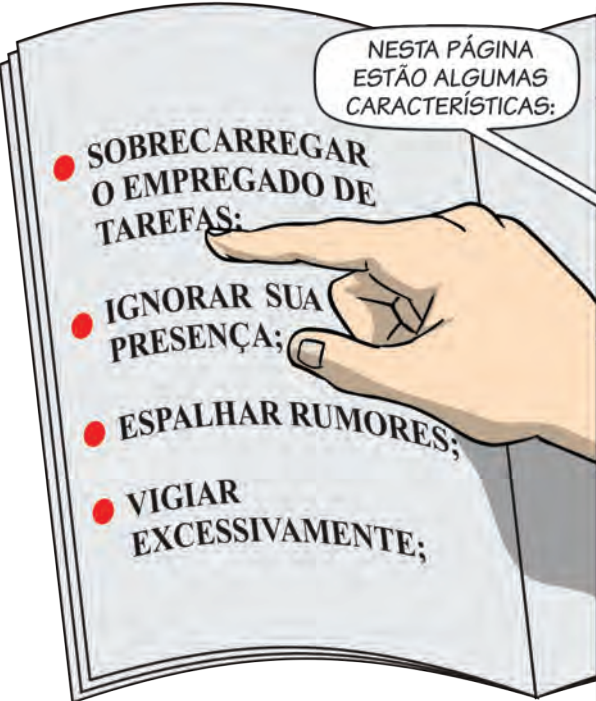 NESTA PÁGINA
ESTÃO ALGUMAS
CARACTERÍSTICAS:
SOBRECARREGAR
O EMPREGADO DE
TAREFAS;
IGNORAR SUA
PRESENÇA;
ESPALHAR RUMORES;
VIGIAR
EXCESSIVAMENTE;